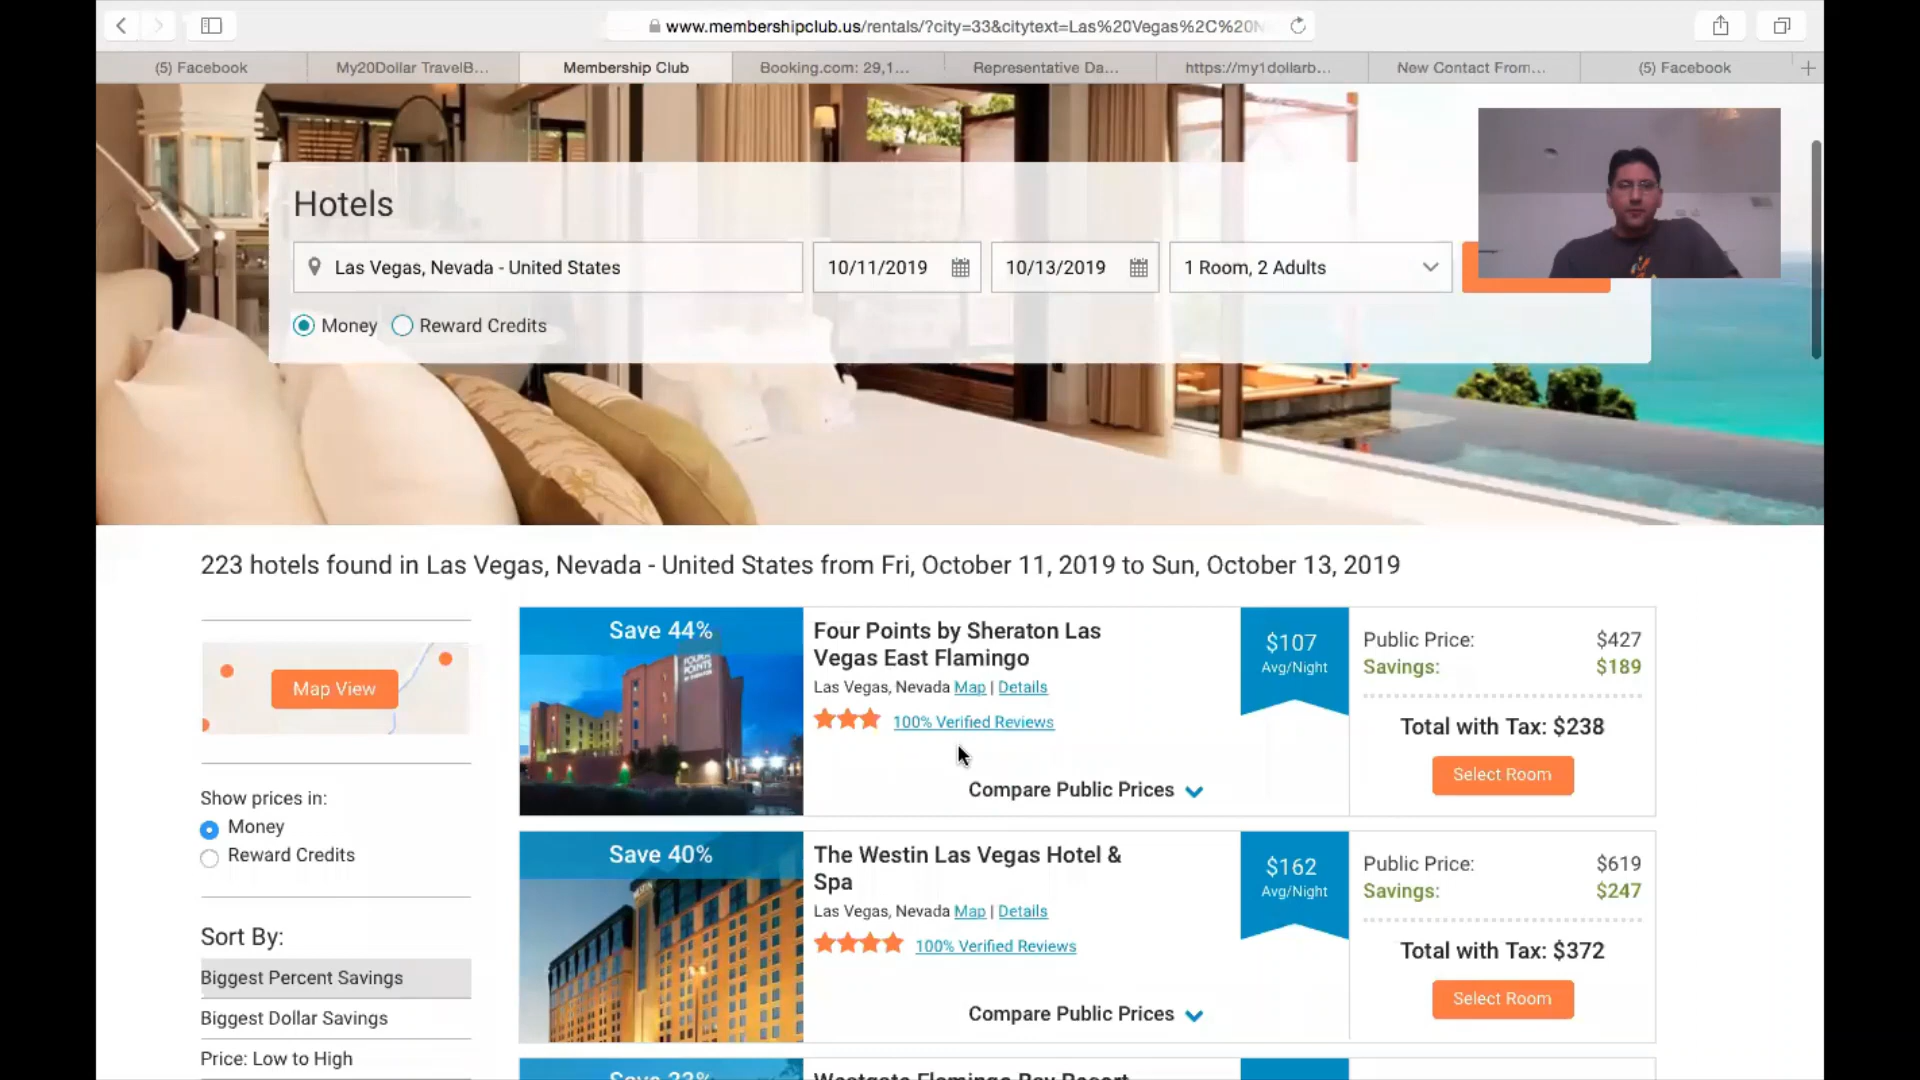 www.membershipclub.us/rentals/?city=33&citytext=Las%20Vegas%2C%20N
(5) Facebook
My20Dollar TravelB...
Membership Club
Booking.com: 29,1...
Representative Da...
https://my1dollarb...
New Contact From...
(5) Facebook
Hotels
Las Vegas, Nevada - United States
10/11/2019
10/13/2019
1 Room, 2 Adults
Money
Reward Credits
223 hotels found in Las Vegas, Nevada - United States from Fri, October 11, 2019 to Sun, October 13, 2019
Map View
Show prices in:
Money
Reward Credits
Sort By:
Biggest Percent Savings
Biggest Dollar Savings
Price: Low to High
Save 44%
FOUR POINTS
Four Points by Sheraton Las
Vegas East Flamingo
Las Vegas, Nevada Map | Details
100% Verified Reviews
Compare Public Prices
$107
Avg/Night
Public Price: $427
Savings: $189
Total with Tax: $238
Select Room
Save 40%
The Westin Las Vegas Hotel &
Spa
Las Vegas, Nevada Map | Details
100% Verified Reviews
Compare Public Prices
$162
Avg/Night
Public Price: $619
Savings: $247
Total with Tax: $372
Select Room
Westgate Flamingo Bay Resort